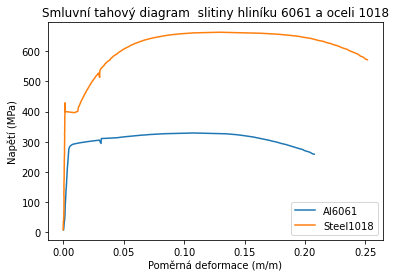 Smluvní tahový diagram  slitiny hliníku 6061 a oceli 1018
Napětí (MPa)
600
500
400
300
200
100
0
0.00 0.05 0.10 0.15 0.20 0.25
Poměrná deformace (m/m)
Al6061
Steel1018